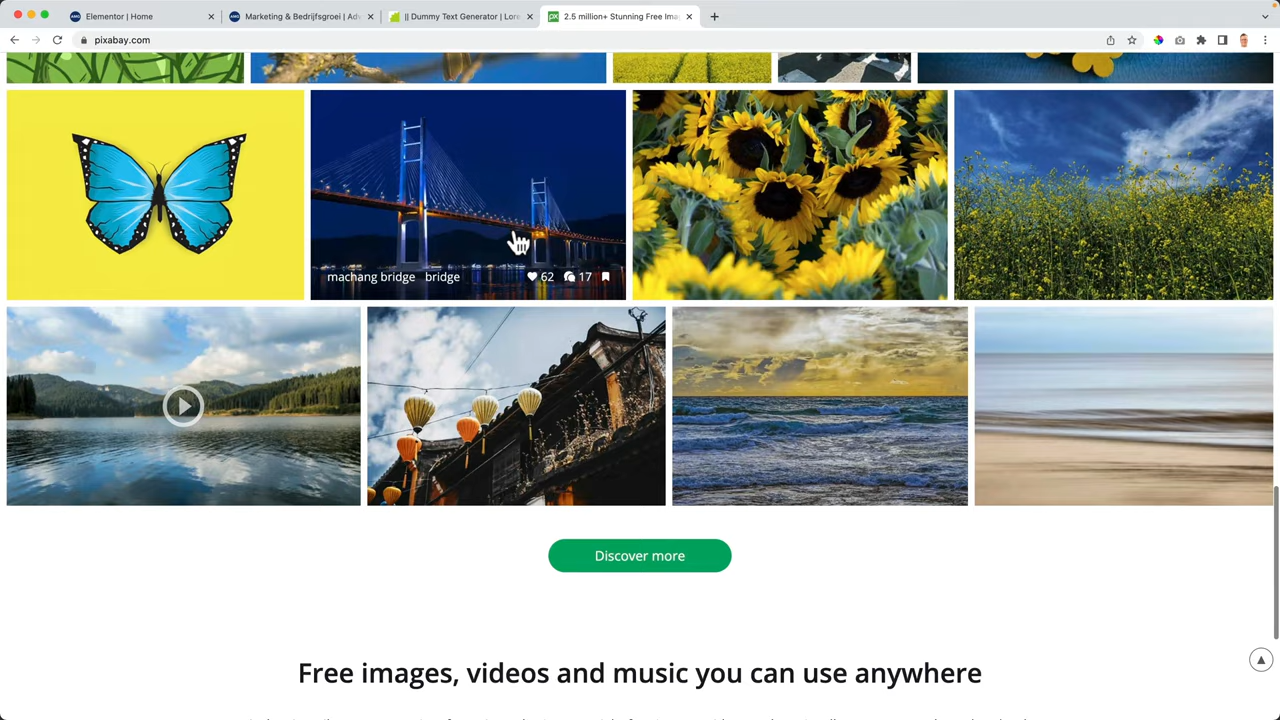 Elementor | Home
Marketing & Bedrijfsgroei | Adv
|| Dummy Text Generator | Lore
2.5 million+ Stunning Free Ima
pixabay.com
machang bridge bridge 62 17
Discover more
Free images, videos and music you can use anywhere